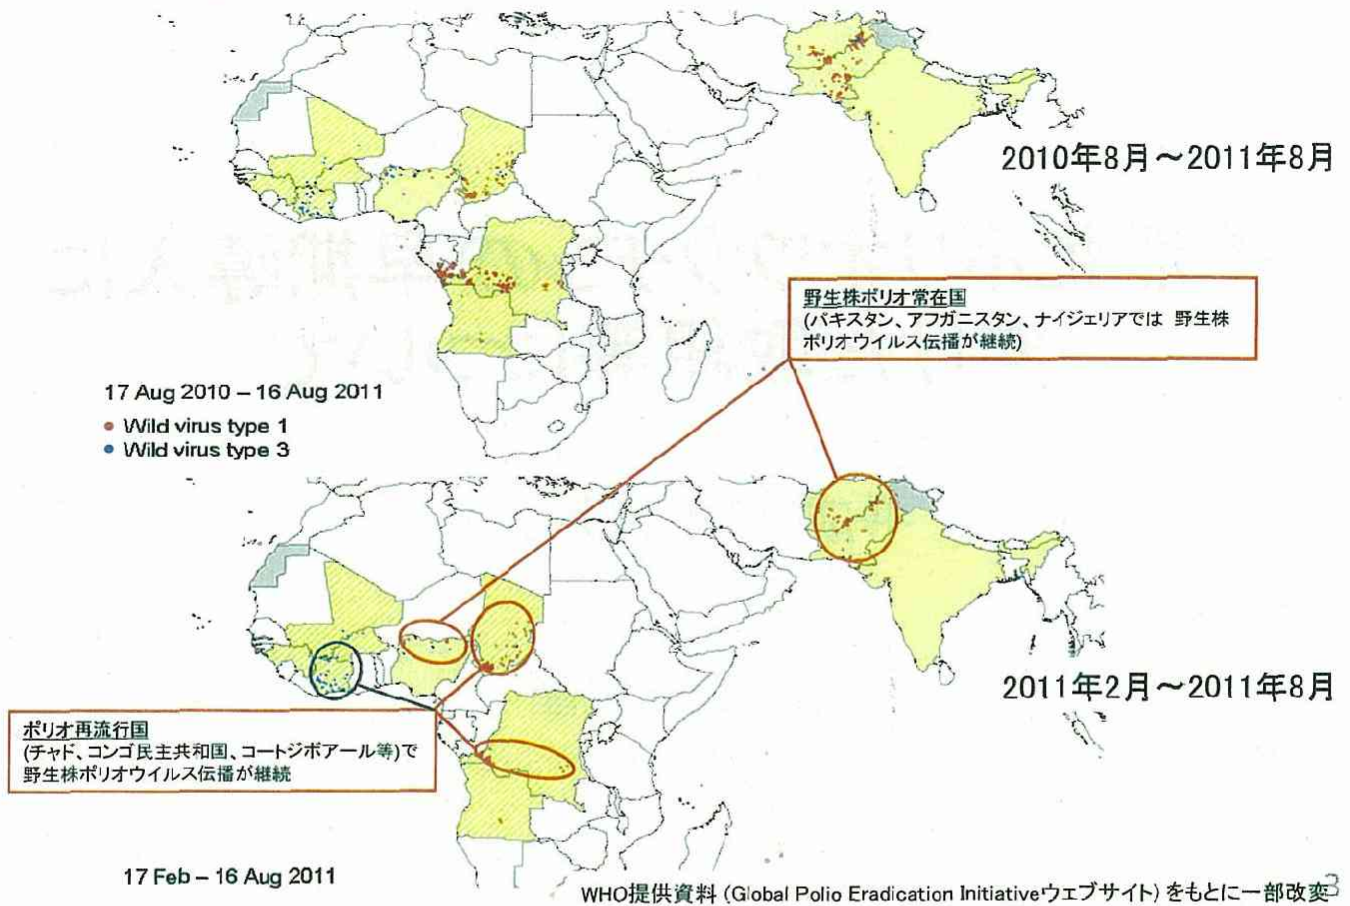 2010年8月～2011年8月
野生株ポリオ常在国
(パキスタン、アフガニスタン、ナイジェリアでは 野生株
ポリオウイルス伝播が継続)
17 Aug 2010 – 16 Aug 2011
Wild virus type 1
Wild virus type 3
2011年2月～2011年8月
ポリオ再流行国
(チャド、コンゴ民主共和国、コートジボアール等)で
野生株ポリオウイルス伝播が継続
17 Feb – 16 Aug 2011
WHO提供資料 (Global Polio Eradication Initiativeウェブサイト) をもとに一部改変
3